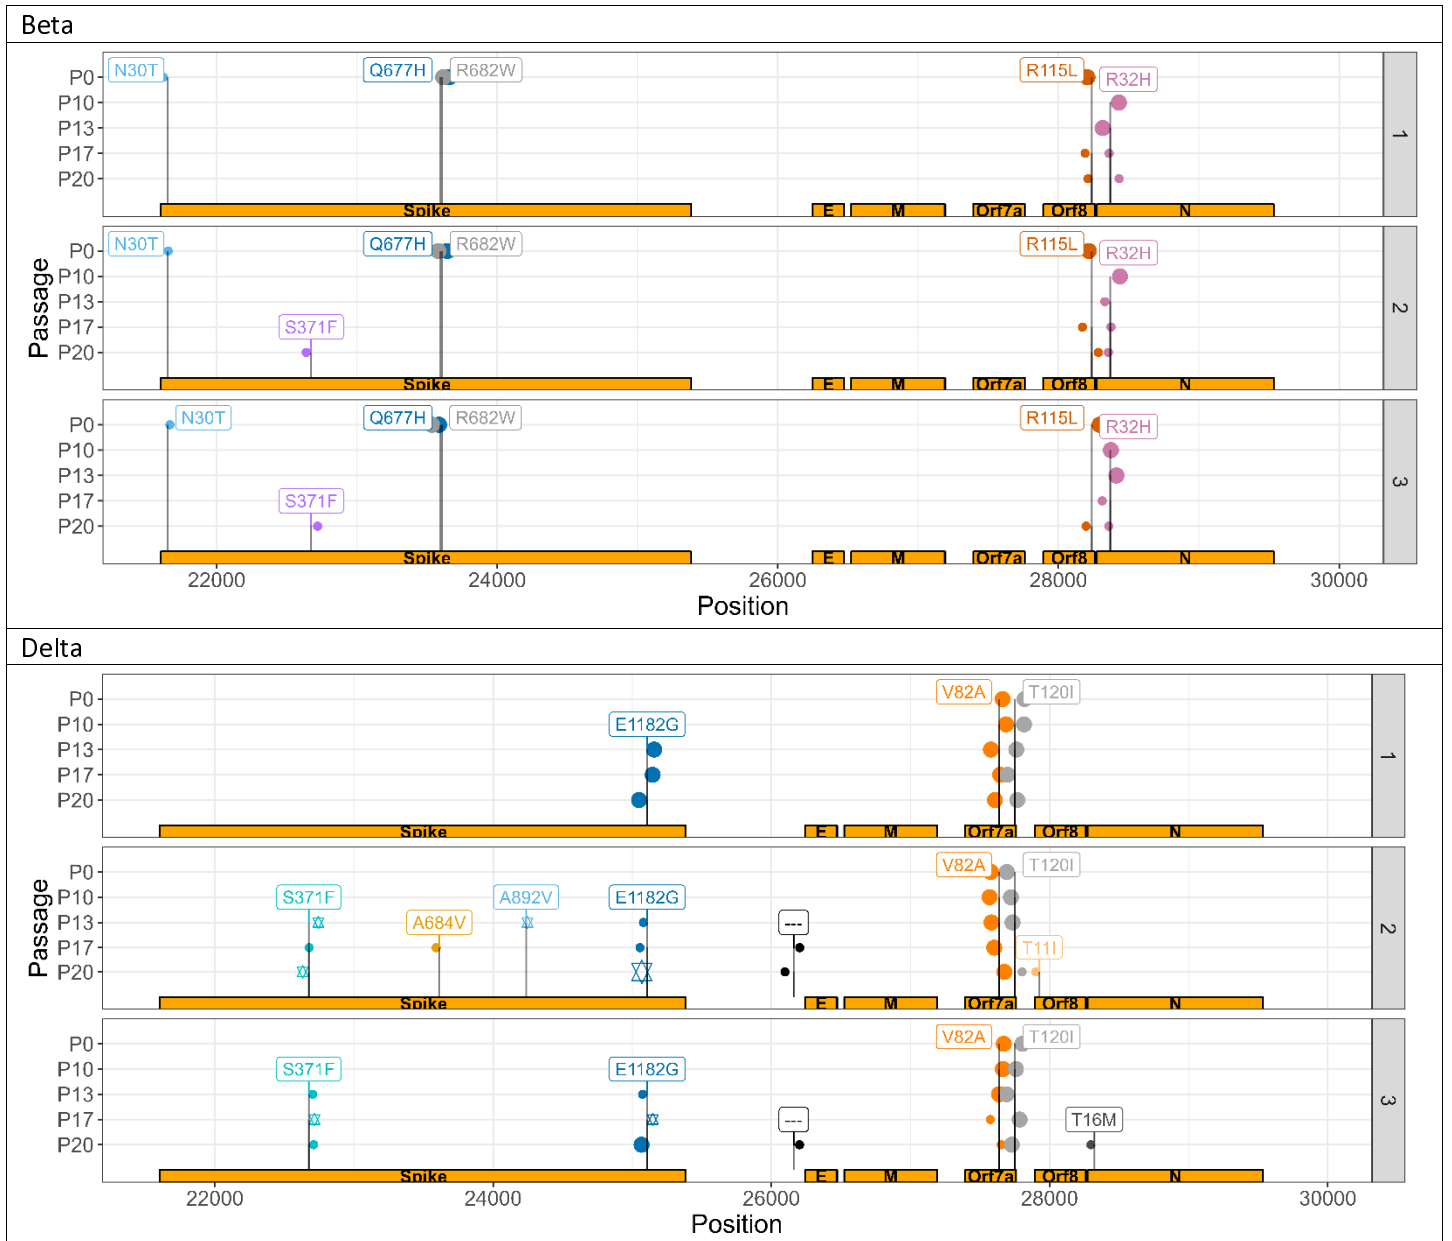 Beta
N30T Q677H R682W R115L R32H
P0
P10
P13
P17
P20
Spike E M Orf7a Orf8 N
1
N30T Q677H R682W R115L R32H
P0
P10
P13
P17
S371F
P20
Spike E M Orf7a Orf8 N
2
Passage
N30T Q677H R682W R115L R32H
P0
P10
P13
P17
S371F
P20
Spike E M Orf7a Orf8 N
3
22000 24000 26000 28000 30000
Position
Delta
P0 V82A T120I
P10 E1182G
P13
P17
P20
Spike E M Orf7a Orf8 N
1
P0 V82A T120I
P10 S371F A892V E1182G
P13 A684V ---
P17 T11I
P20
Spike E M Orf7a Orf8 N
2
Passage
P0 V82A T120I
P10 S371F E1182G
P13
P17 --- T16M
P20
Spike E M Orf7a Orf8 N
3
22000 24000 26000 28000 30000
Position